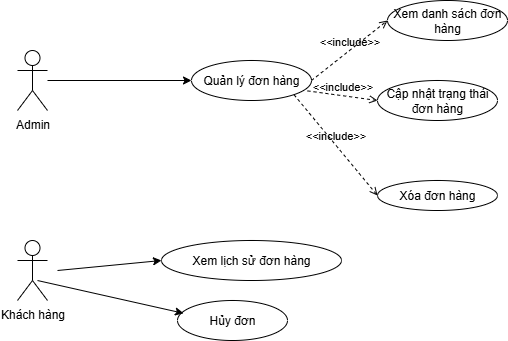 Xem danh sách đơn
hàng
<<include>>
Quản lý đơn hàng
<<include>>
Cập nhật trạng thái
đơn hàng
Admin
<<include>>
Xóa đơn hàng
Xem lịch sử đơn hàng
Khách hàng
Hủy đơn